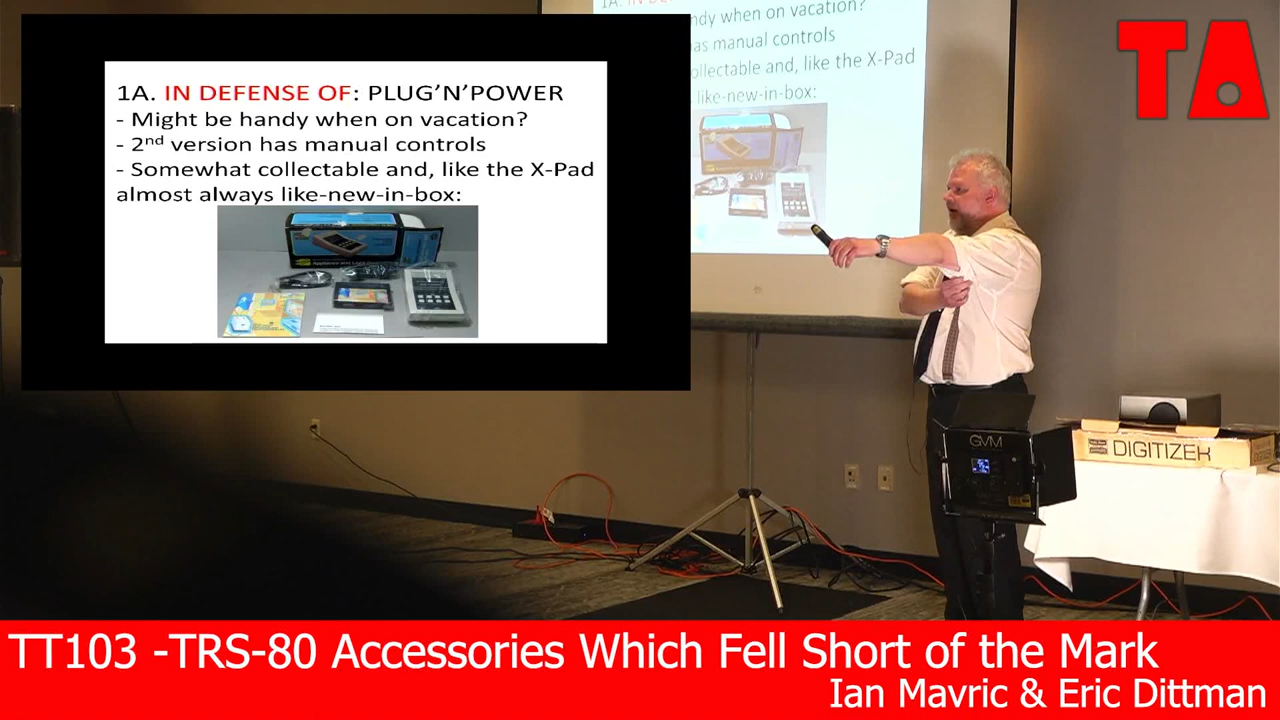 1A. IN DEFENSE OF: PLUG'N'POWER
- Might be handy when on vacation?
- 2nd version has manual controls
- Somewhat collectable and, like the X-Pad
almost always like-new-in-box:
ndy when on vacation?
as manual controls
ollectable and, like the X-Pad
like-new-in-box:
TA
GVM
DIGITIZER
TT103 -TRS-80 Accessories Which Fell Short of the Mark
Ian Mavric & Eric Dittman